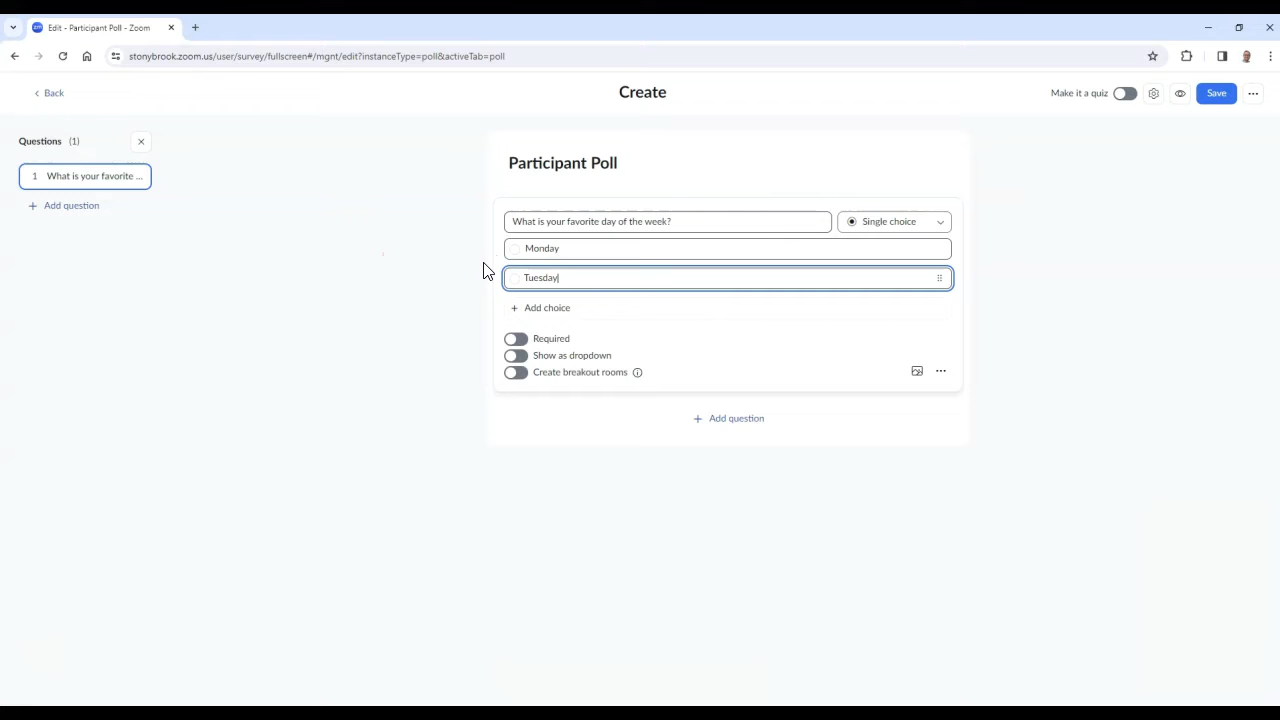 Edit - Participant Poll - Zoom
stonybrook.zoom.us/user/survey/fullscreen#/mgnt/edit?instanceType=poll&activeTab=poll
Back
Create
Make it a quiz
Save
Questions (1)
1 What is your favorite ...
Add question
Participant Poll
What is your favorite day of the week?
Single choice
Monday
Tuesday
Add choice
Required
Show as dropdown
Create breakout rooms
Add question